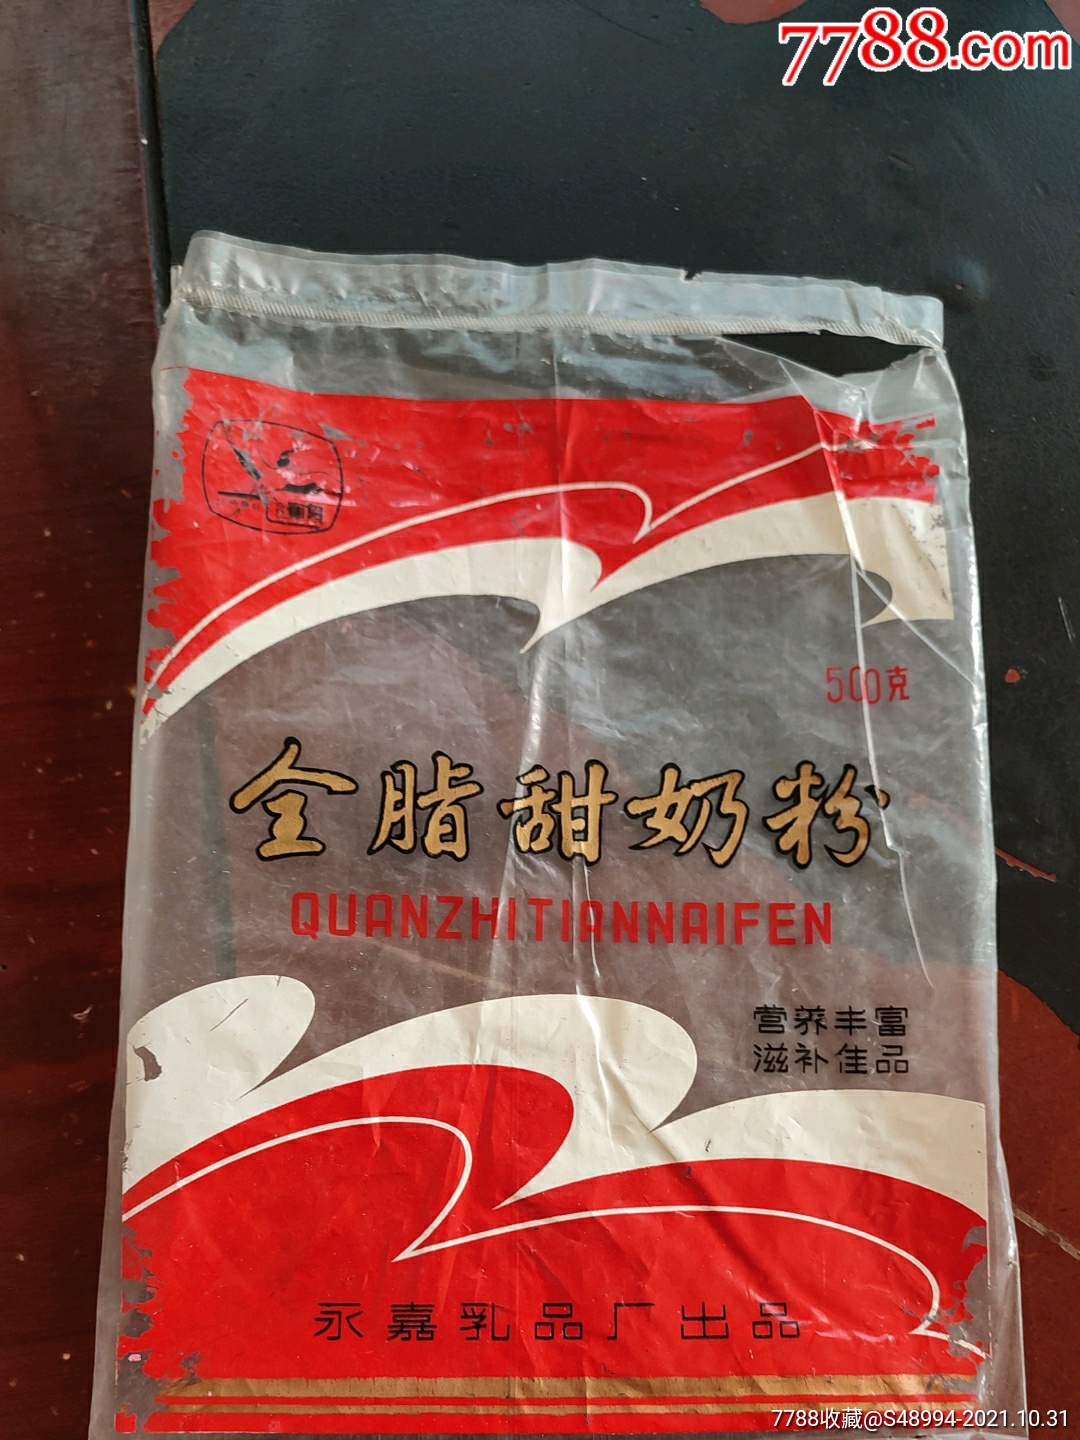 7788.com
500克
全脂甜奶粉
QUANZHITIANNAIFEN
营养丰富
滋补佳品
永嘉乳品厂出品
7788收藏@S48994-2021.10.31